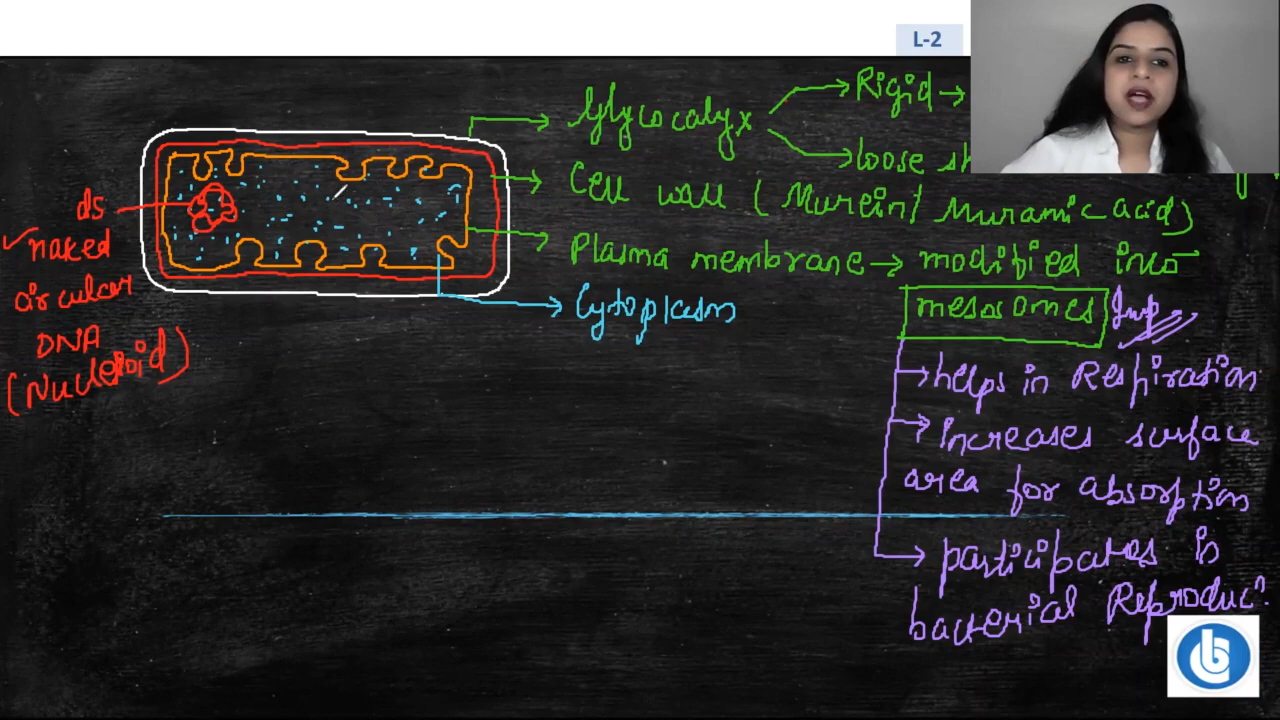 L-2
Glycocalyx
Rigid
loose
Cell wall (Murein/ Muramic acid)
Plasma membrane → modified into
mesosomes Imp
Cytoplasm
ds
naked
circular
DNA
(Nucleoid)
helps in Respiration
Increases surface
area for absorption
participates in
bacterial Reproduc